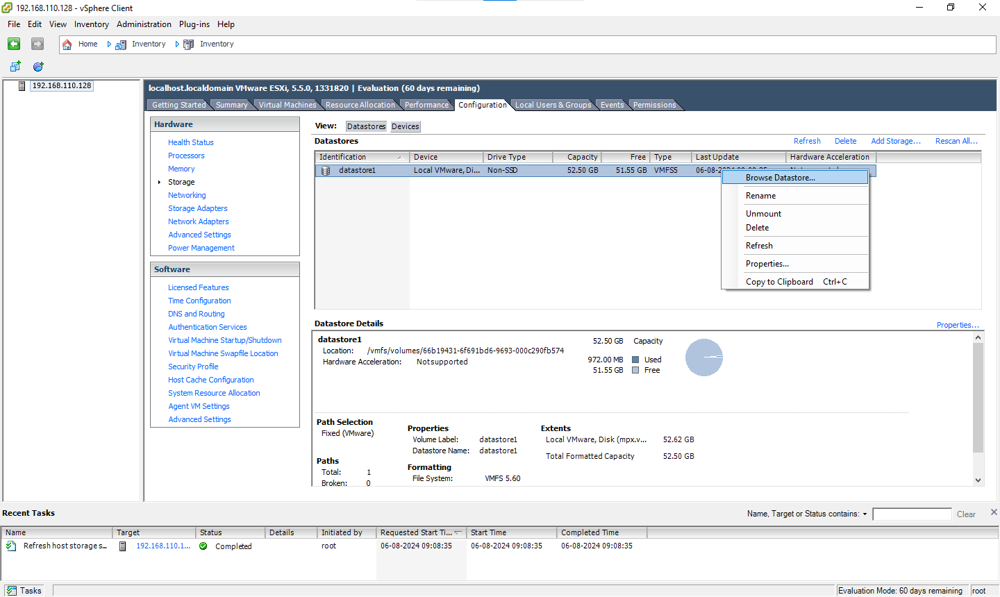 192.168.110.128 - vSphere Client
File Edit View Inventory Administration Plug-ins Help
Home Inventory Inventory
192.168.110.128
localhost.localdomain VMware ESXi, 5.5.0, 1331820 | Evaluation (60 days remaining)
Getting Started Summary Virtual Machines Resource Allocation Performance Configuration Local Users & Groups Events Permissions
Hardware
Health Status
Processors
Memory
Storage
Networking
Storage Adapters
Network Adapters
Advanced Settings
Power Management
Software
Licensed Features
Time Configuration
DNS and Routing
Authentication Services
Virtual Machine Startup/Shutdown
Virtual Machine Swapfile Location
Security Profile
Host Cache Configuration
System Resource Allocation
Agent VM Settings
Advanced Settings
View: Datastores Devices
Datastores Refresh Delete Add Storage... Rescan All...
Identification Device Drive Type Capacity Free Type Last Update Hardware Acceleration
datastore1 Local VMware, Di... Non-SSD 52.50 GB 51.55 GB VMFS5 06-08-
Browse Datastore...
Rename
Unmount
Delete
Refresh
Properties...
Copy to Clipboard Ctrl+C
Datastore Details Properties...
datastore1 52.50 GB Capacity
Location: /vmfs/volumes/66b19431-6f691bd6-9693-000c290fb574
Hardware Acceleration: Not supported 972.00 MB Used
51.55 GB Free
Path Selection
Fixed (VMware)
Paths
Total: 1
Broken: 0
Properties
Volume Label: datastore1
Datastore Name: datastore1
Formatting
File System: VMFS 5.60
Extents
Local VMware, Disk (mpx.v... 52.62 GB
Total Formatted Capacity 52.50 GB
Recent Tasks Name, Target or Status contains: Clear
Name Target Status Details Initiated by Requested Start Ti... Start Time Completed Time
Refresh host storage s... 192.168.110.1... Completed root 06-08-2024 09:08:35 06-08-2024 09:08:35 06-08-2024 09:08:35
Tasks Evaluation Mode: 60 days remaining root